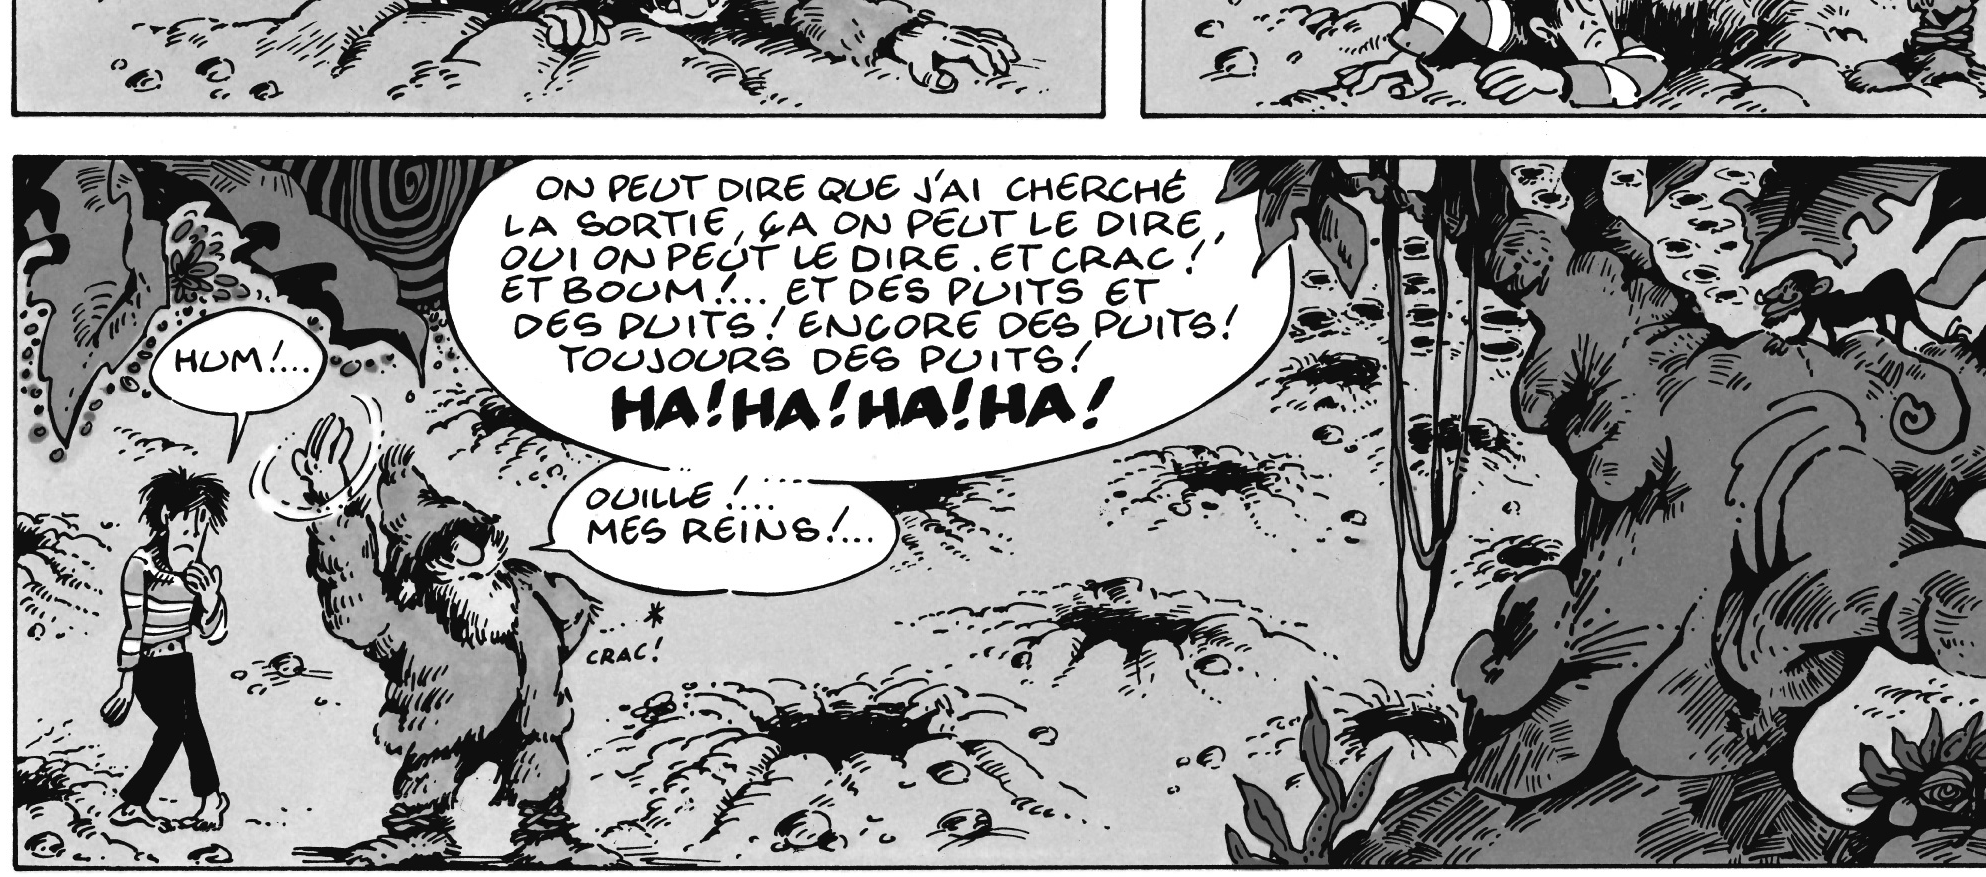 ON PEUT DIRE QUE J'AI CHERCHÉ
LA SORTIE, ÇA ON PEUT LE DIRE,
OUI ON PEUT LE DIRE. ET CRAC!
ET BOUM!... ET DES PUITS ET
DES PUITS! ENCORE DES PUITS!
TOUJOURS DES PUITS!
HA! HA! HA! HA!
HUM!...
OUILLE!...
MES REINS!...
CRAC!